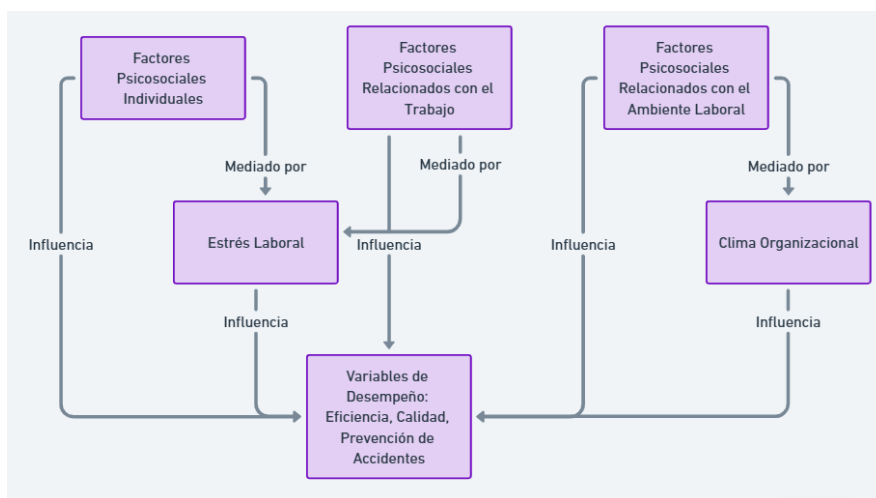 Factores
Psicosociales
Individuales
Factores
Psicosociales
Relacionados con el
Trabajo
Factores
Psicosociales
Relacionados con el
Ambiente Laboral
Mediado por
Mediado por
Mediado por
Influencia
Estrés Laboral
Influencia
Influencia
Clima Organizacional
Influencia
Influencia
Variables de
Desempeño:
Eficiencia, Calidad,
Prevención de
Accidentes